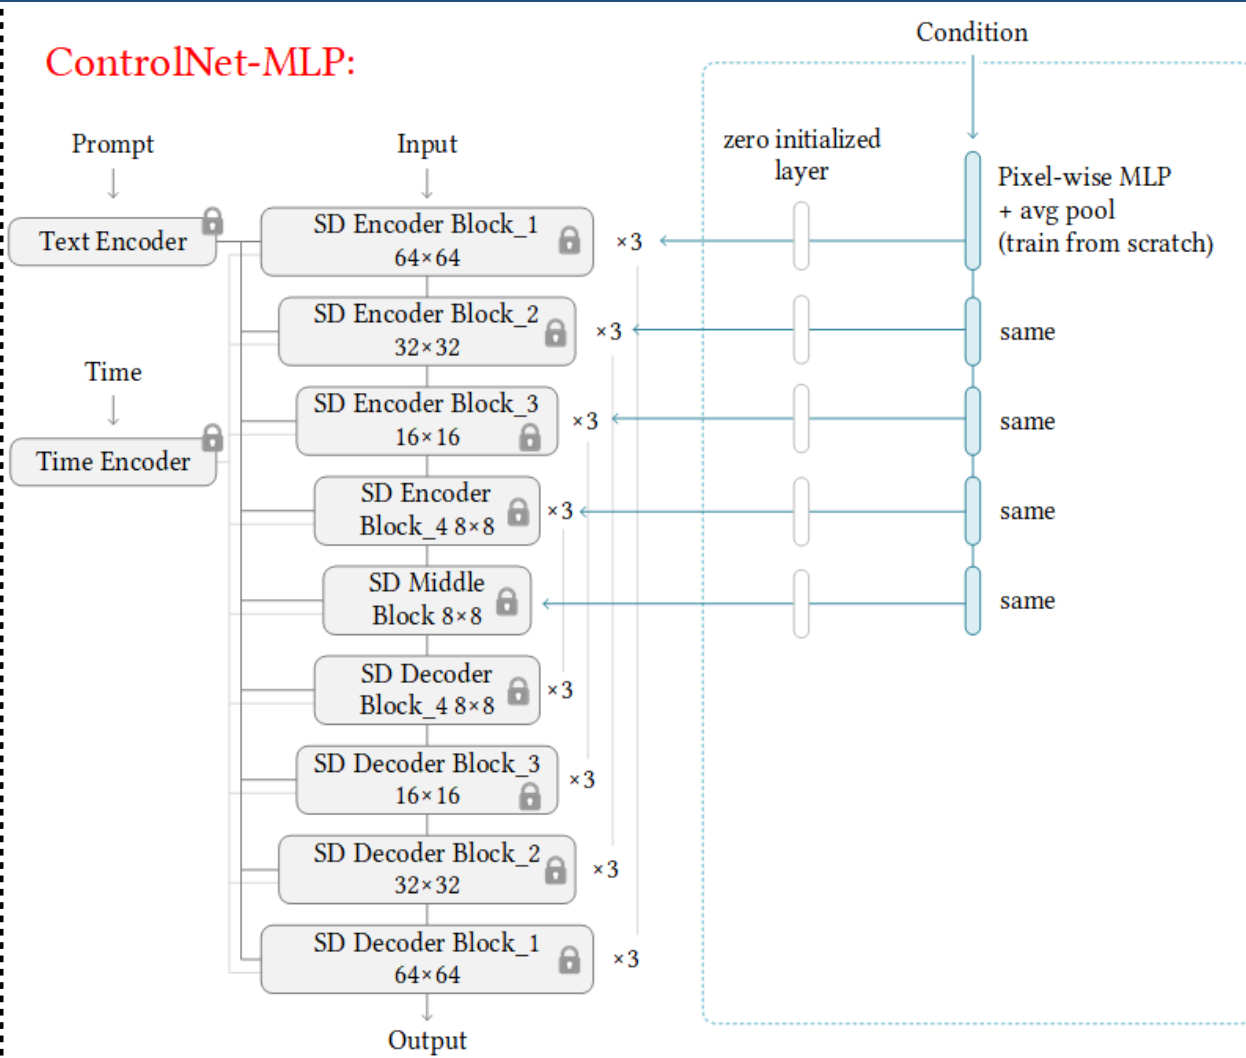 ControlNet-MLP:
Condition
Prompt
Input
zero initialized
layer
Pixel-wise MLP
+ avg pool
(train from scratch)
Text Encoder
SD Encoder Block_1
64×64
×3
SD Encoder Block_2
32×32
×3
same
Time
SD Encoder Block_3
16×16
×3
same
Time Encoder
SD Encoder
Block_4 8×8
×3
same
SD Middle
Block 8×8
same
SD Decoder
Block_4 8×8
×3
SD Decoder Block_3
16×16
×3
SD Decoder Block_2
32×32
×3
SD Decoder Block_1
64×64
×3
Output